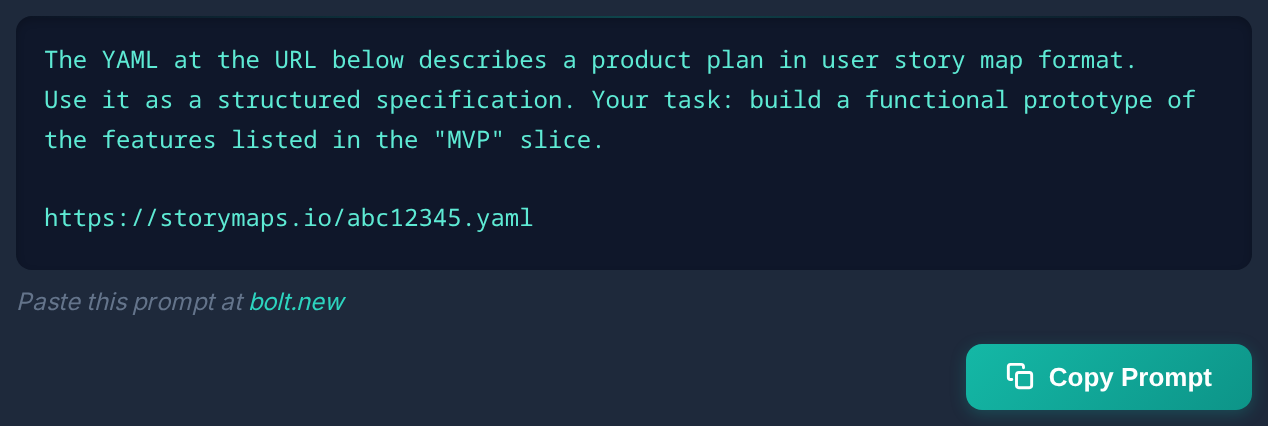 The YAML at the URL below describes a product plan in user story map format.
Use it as a structured specification. Your task: build a functional prototype of
the features listed in the "MVP" slice.
https://storymaps.io/abc12345.yaml
Paste this prompt at bolt.new
Copy Prompt